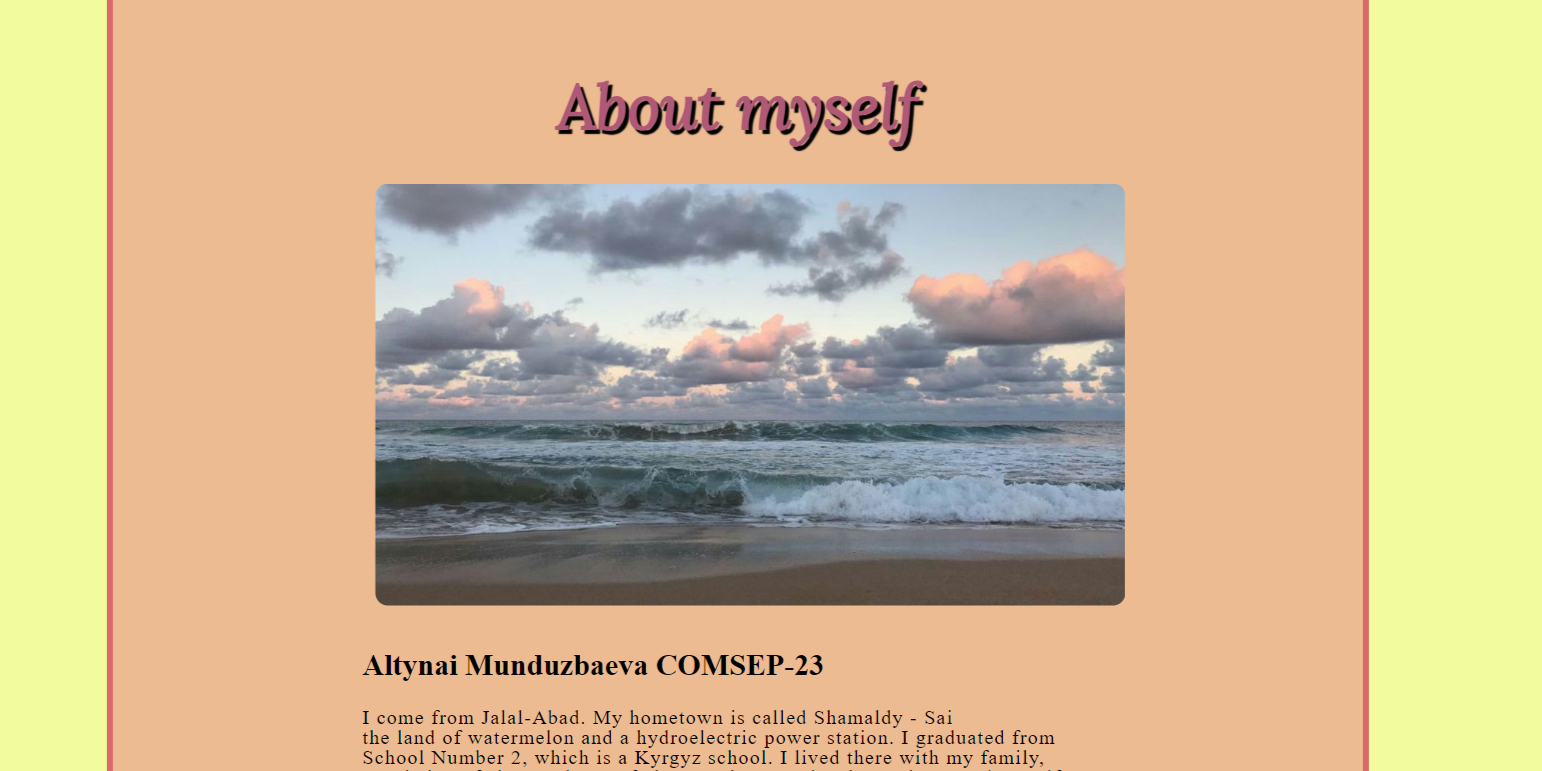 About myself
Altynai Munduzbaeva COMSEP-23
I come from Jalal-Abad. My hometown is called Shamaldy - Sai
the land of watermelon and a hydroelectric power station. I graduated from
School Number 2, which is a Kyrgyz school. I lived there with my family,